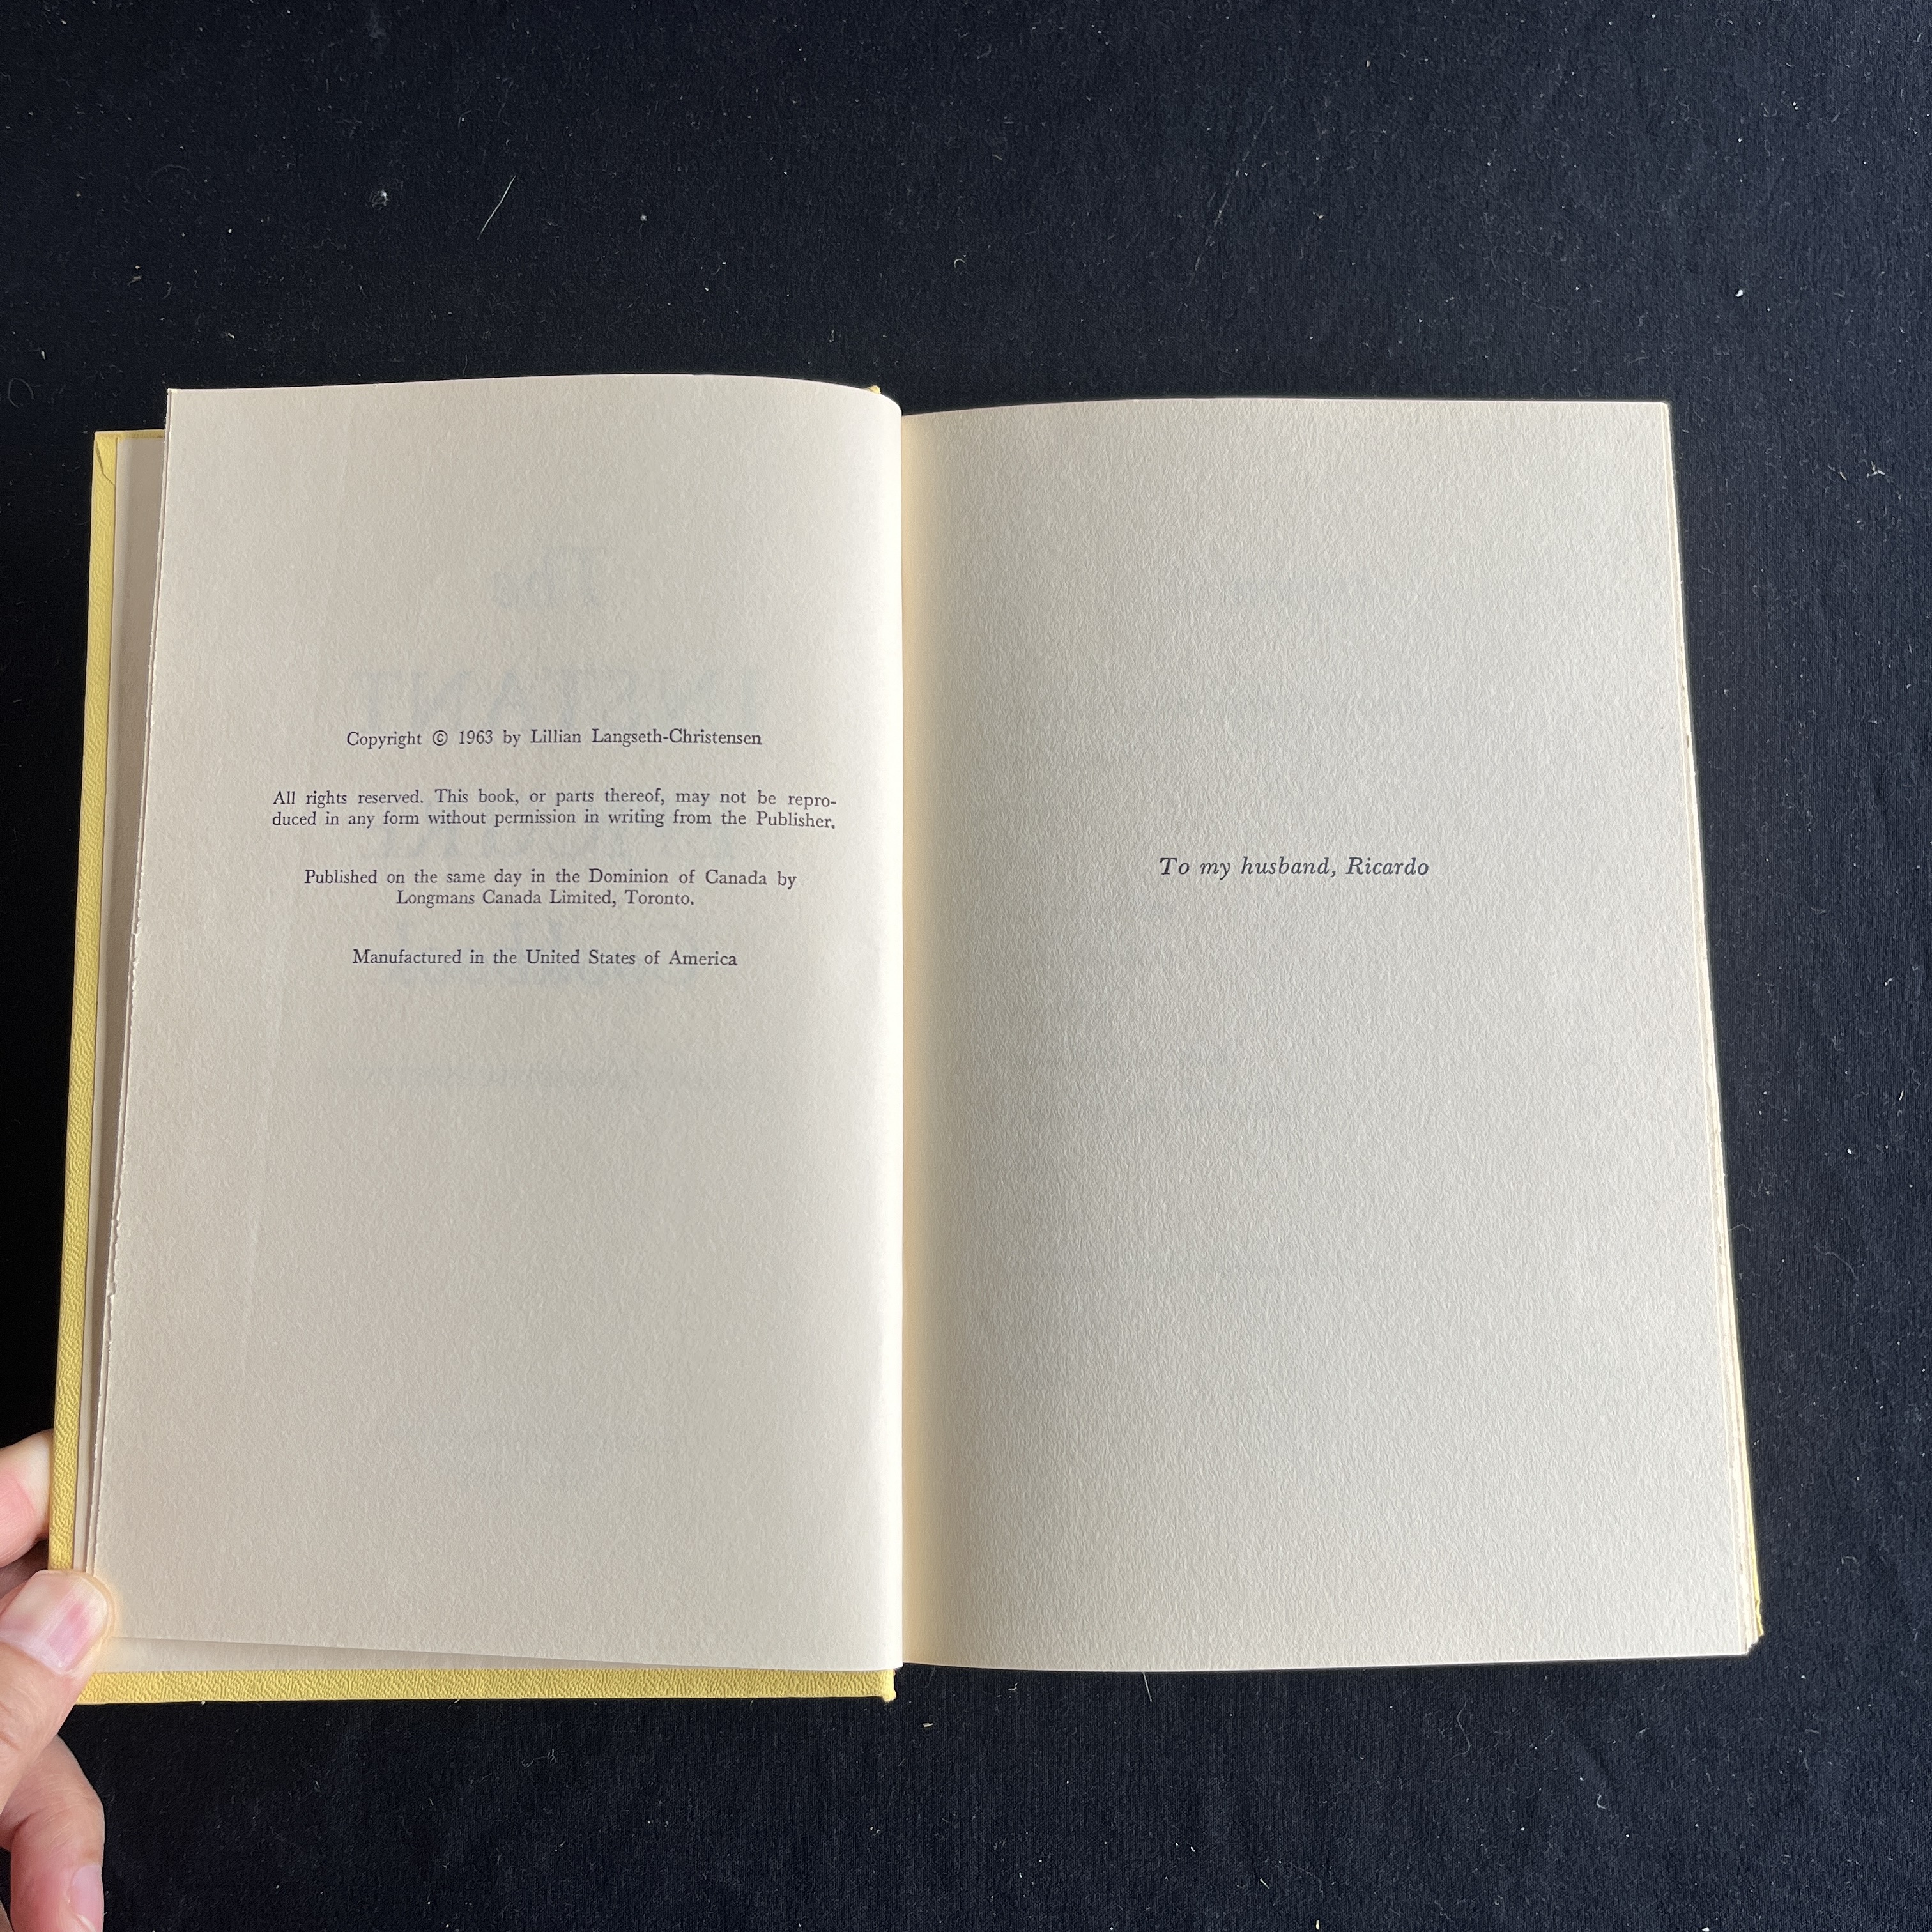 The
INSTANT
Copyright © 1963 by Lillian Langseth-Christensen
All rights reserved. This book, or parts thereof, may not be repro-
duced in any form without permission in writing from the Publisher.
Published on the same day in the Dominion of Canada by
Longmans Canada Limited, Toronto.
Manufactured in the United States of America
To my husband, Ricardo